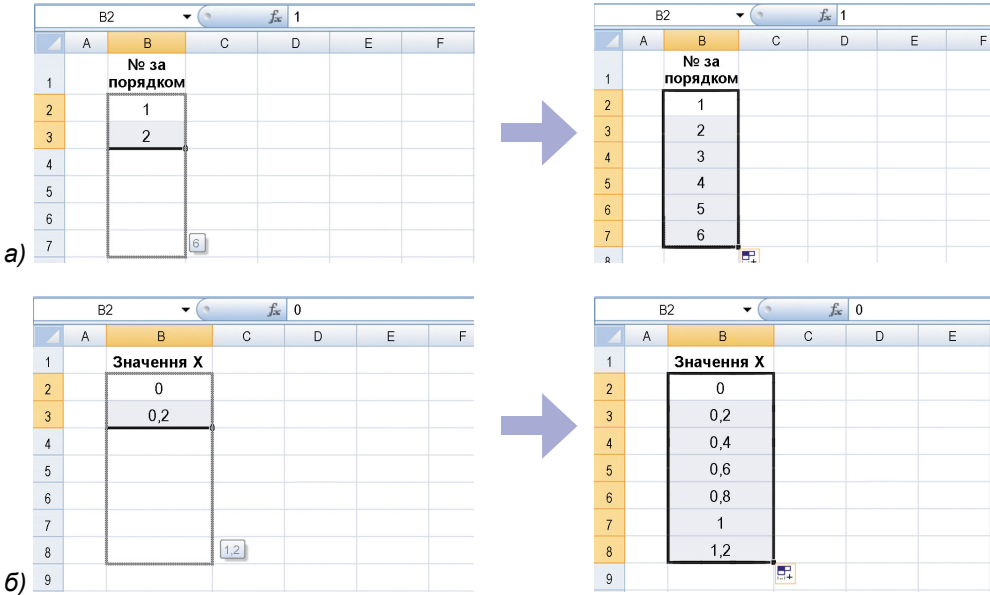 B2 fx 1
A B C D E F
1 № за порядком
2 1
3 2
4
5
6
7 6
а)
B2 fx 1
A B C D E F
1 № за порядком
2 1
3 2
4 3
5 4
6 5
7 6
8
B2 fx 0
A B C D E F
1 Значення X
2 0
3 0,2
4
5
6
7
8 1,2
9
б)
B2 fx 0
A B C D E
1 Значення X
2 0
3 0,2
4 0,4
5 0,6
6 0,8
7 1
8 1,2
9